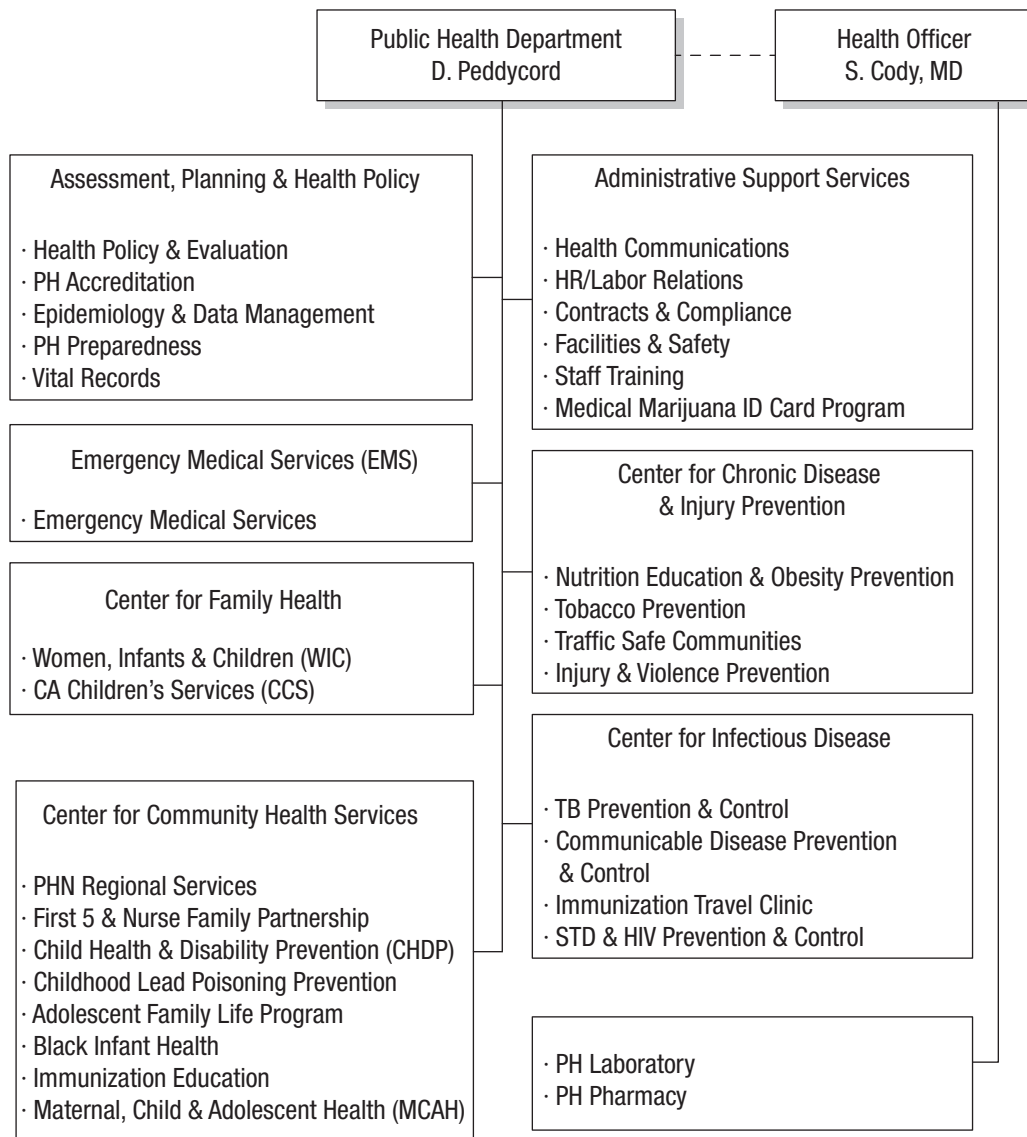 Public Health Department
D. Peddycord
Health Officer
S. Cody, MD
Assessment, Planning & Health Policy
· Health Policy & Evaluation
· PH Accreditation
· Epidemiology & Data Management
· PH Preparedness
· Vital Records
Administrative Support Services
· Health Communications
· HR/Labor Relations
· Contracts & Compliance
· Facilities & Safety
· Staff Training
· Medical Marijuana ID Card Program
Emergency Medical Services (EMS)
· Emergency Medical Services
Center for Chronic Disease
& Injury Prevention
· Nutrition Education & Obesity Prevention
· Tobacco Prevention
· Traffic Safe Communities
· Injury & Violence Prevention
Center for Family Health
· Women, Infants & Children (WIC)
· CA Children's Services (CCS)
Center for Infectious Disease
· TB Prevention & Control
· Communicable Disease Prevention
& Control
· Immunization Travel Clinic
· STD & HIV Prevention & Control
Center for Community Health Services
· PHN Regional Services
· First 5 & Nurse Family Partnership
· Child Health & Disability Prevention (CHDP)
· Childhood Lead Poisoning Prevention
· Adolescent Family Life Program
· Black Infant Health
· Immunization Education
· Maternal, Child & Adolescent Health (MCAH)
· PH Laboratory
· PH Pharmacy